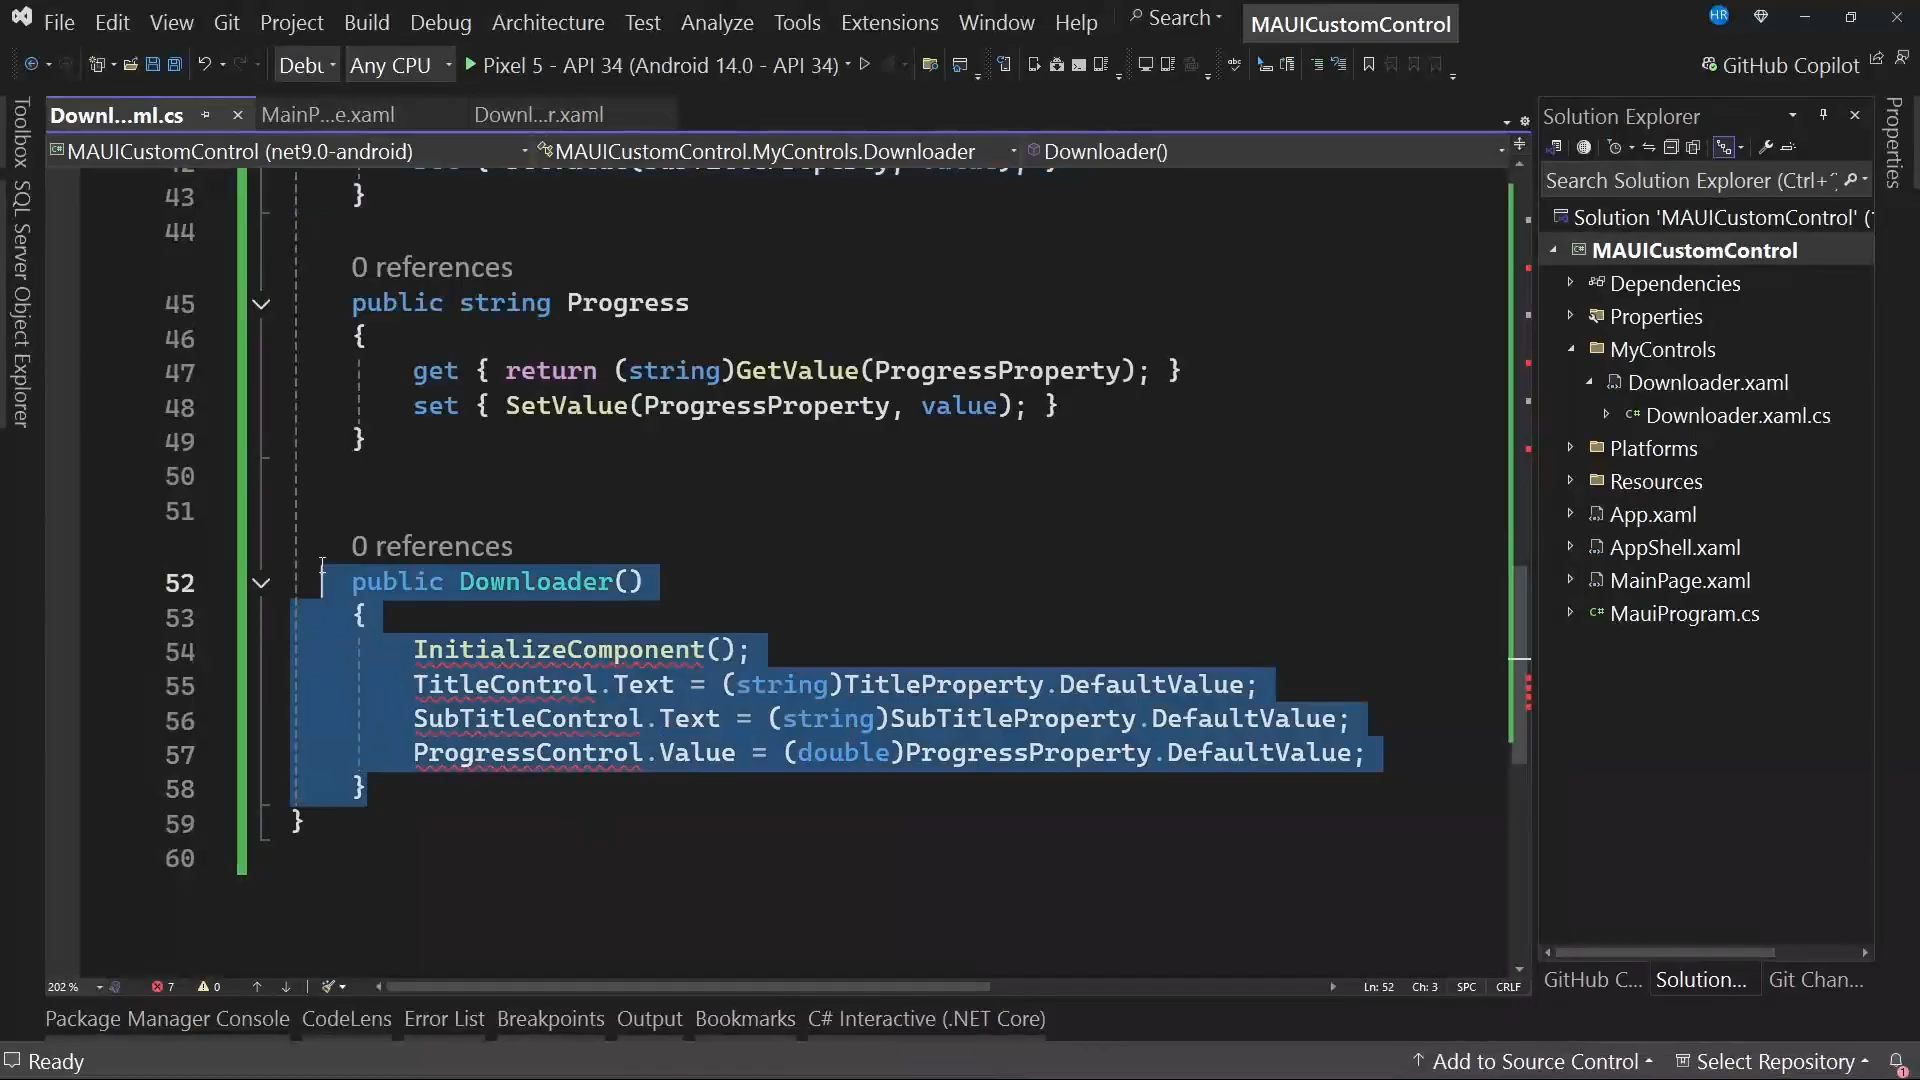 File Edit View Git Project Build Debug Architecture Test Analyze Tools Extensions Window Help Search MAUICustomControl HR
Debu Any CPU Pixel 5 - API 34 (Android 14.0 - API 34) GitHub Copilot
Downl...ml.cs MainP...e.xaml Downl...r.xaml
MAUICustomControl (net9.0-android) MAUICustomControl.MyControls.Downloader Downloader()
43 }
44
0 references
45 public string Progress
46 {
47 get { return (string)GetValue(ProgressProperty); }
48 set { SetValue(ProgressProperty, value); }
49 }
50
51
0 references
52 public Downloader()
53 {
54 InitializeComponent();
55 TitleControl.Text = (string)TitleProperty.DefaultValue;
56 SubTitleControl.Text = (string)SubTitleProperty.DefaultValue;
57 ProgressControl.Value = (double)ProgressProperty.DefaultValue;
58 }
59 }
60
202 % 7 0 Ln: 52 Ch: 3 SPC CRLF
Toolbox
SQL Server Object Explorer
Solution Explorer
Search Solution Explorer (Ctrl+
Solution 'MAUICustomControl' (
MAUICustomControl
Dependencies
Properties
MyControls
Downloader.xaml
Downloader.xaml.cs
Platforms
Resources
App.xaml
AppShell.xaml
MainPage.xaml
MauiProgram.cs
GitHub C... Solution... Git Chan...
Properties
Package Manager Console CodeLens Error List Breakpoints Output Bookmarks C# Interactive (.NET Core)
Ready Add to Source Control Select Repository 1